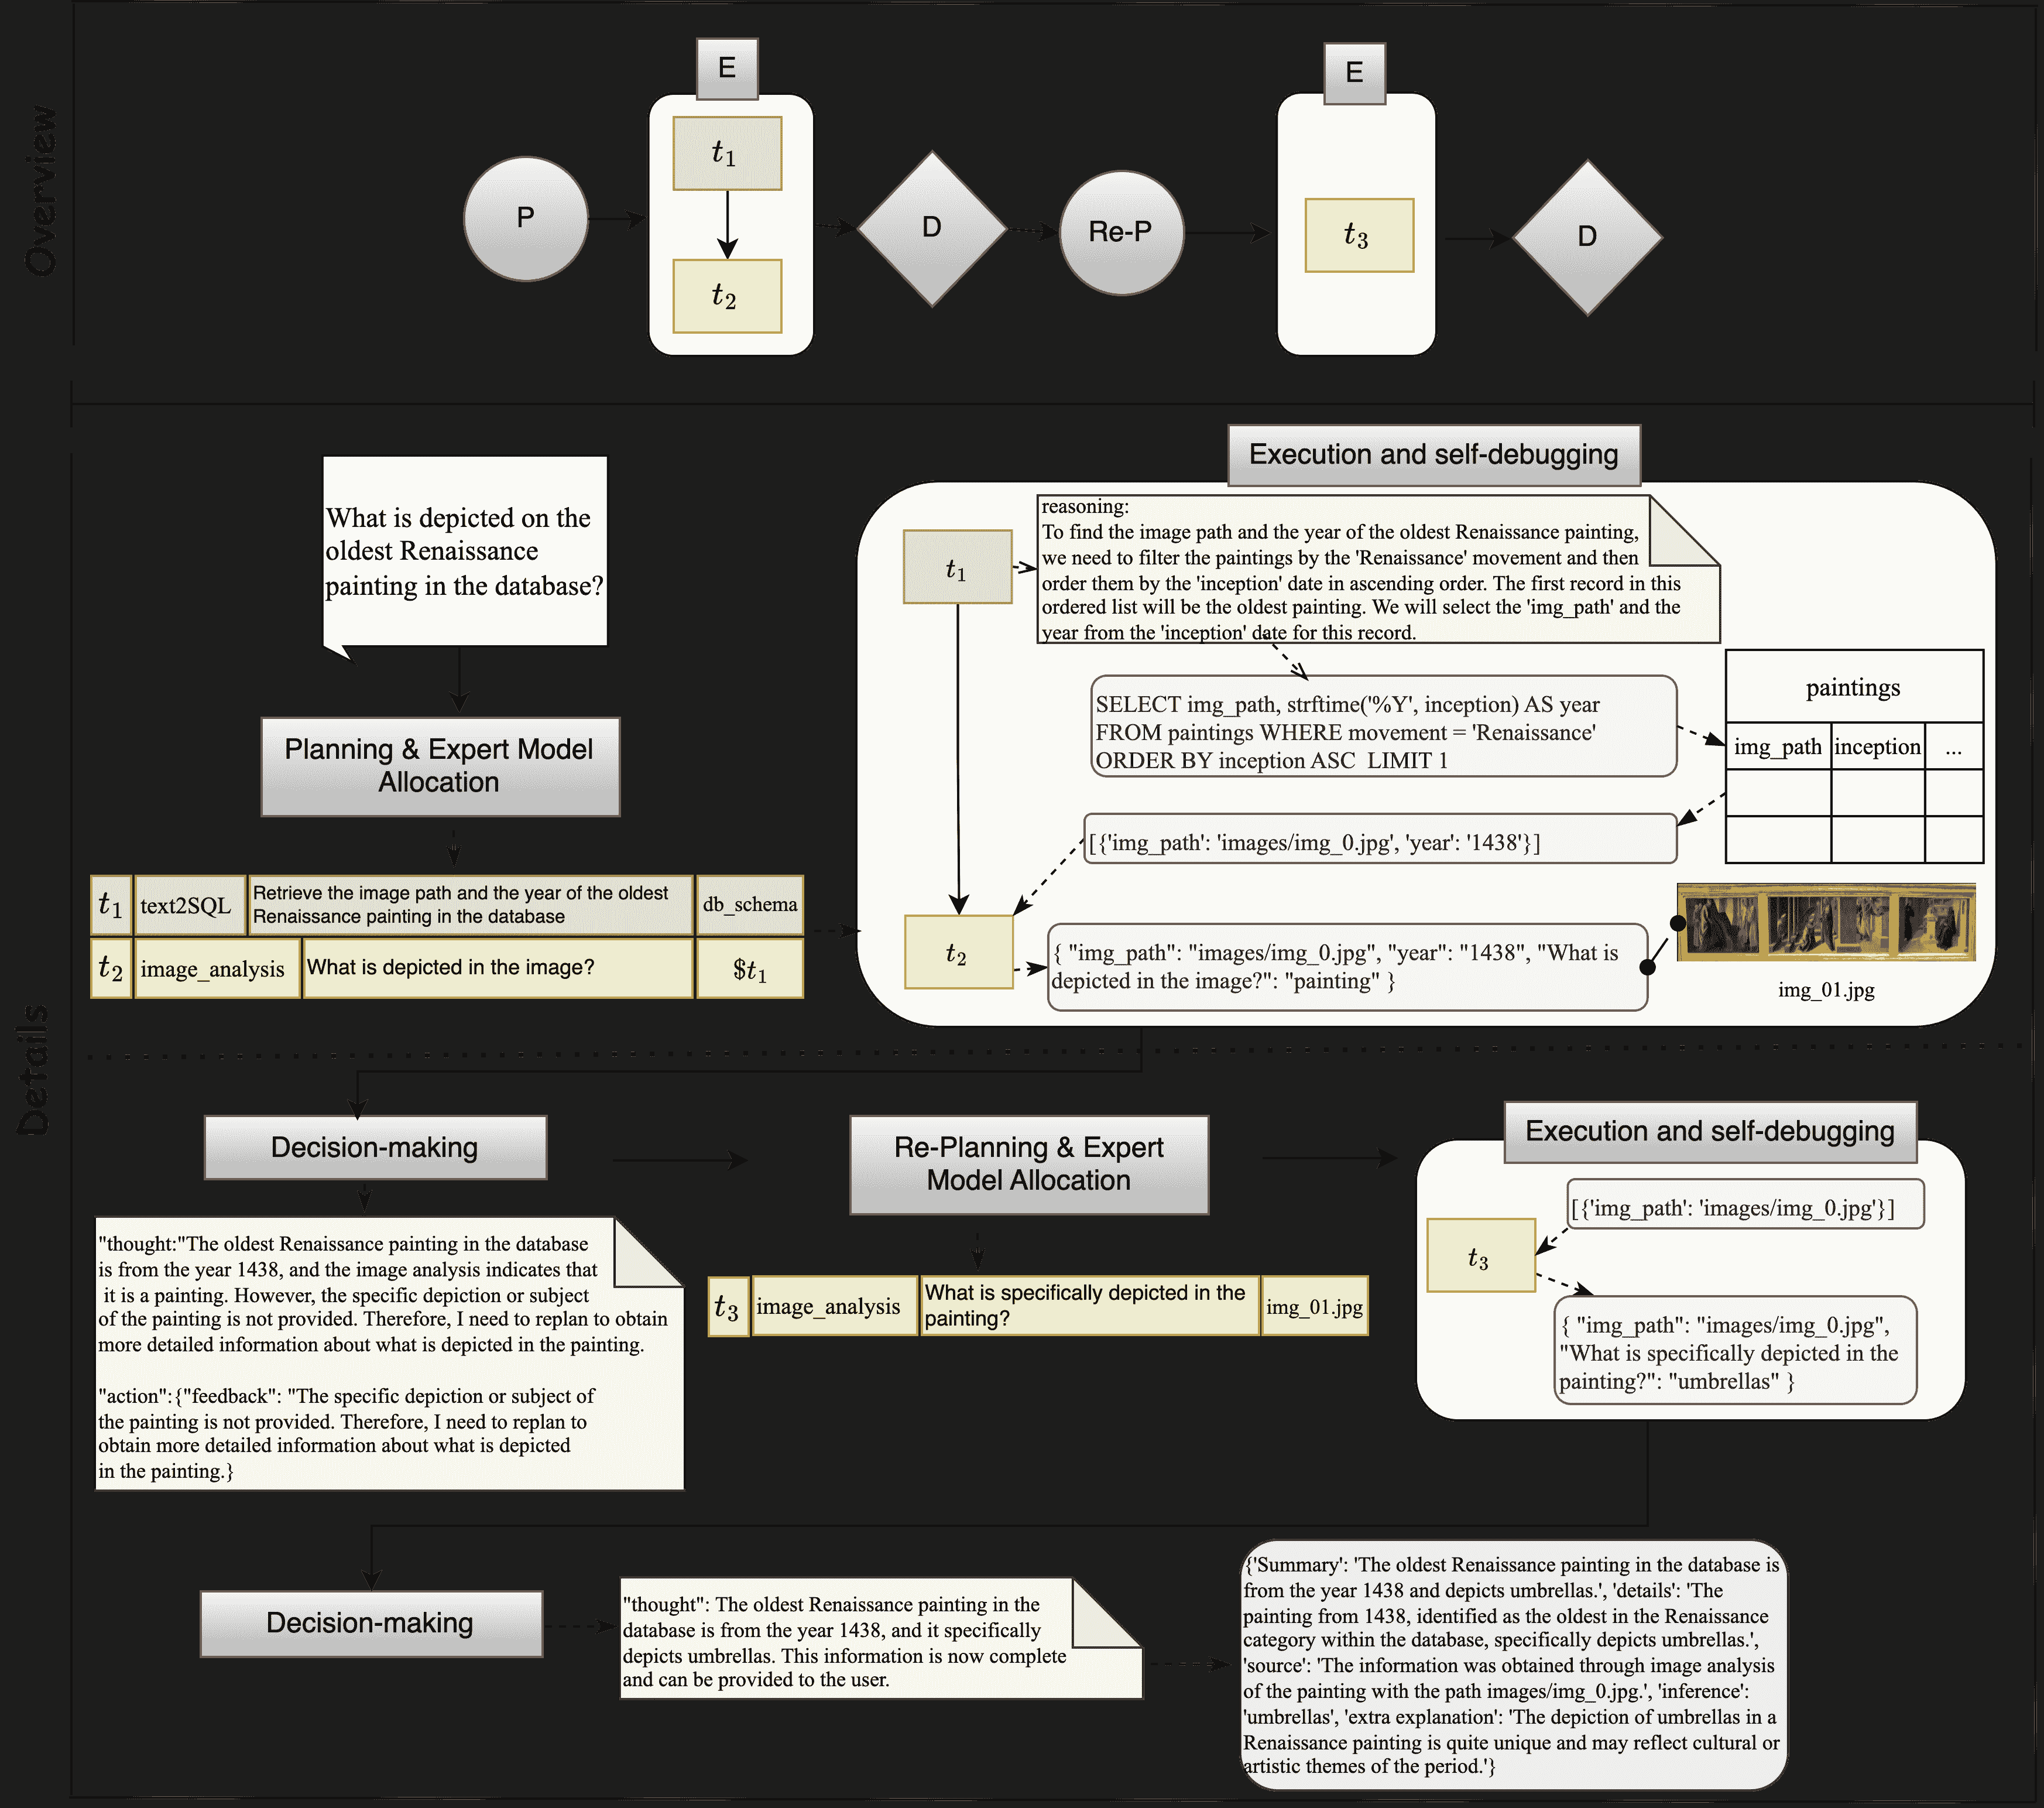 Overview
E
E
t1
t2
t3
P
D
Re-P
D
Details
What is depicted on the
oldest Renaissance
painting in the database?
Planning & Expert Model
Allocation
t1 text2SQL Retrieve the image path and the year of the oldest
Renaissance painting in the database db_schema
t2 image_analysis What is depicted in the image? $t1
Execution and self-debugging
t1
reasoning:
To find the image path and the year of the oldest Renaissance painting,
we need to filter the paintings by the 'Renaissance' movement and then
order them by the 'inception' date in ascending order. The first record in this
ordered list will be the oldest painting. We will select the 'img_path' and the
year from the 'inception' date for this record.
SELECT img_path, strftime('%Y', inception) AS year
FROM paintings WHERE movement = 'Renaissance'
ORDER BY inception ASC LIMIT 1
paintings
img_path inception ...
[{'img_path': 'images/img_0.jpg', 'year': '1438'}]
t2
{ "img_path": "images/img_0.jpg", "year": "1438", "What is
depicted in the image?": "painting" }
img_01.jpg
Decision-making
"thought:"The oldest Renaissance painting in the database
is from the year 1438, and the image analysis indicates that
it is a painting. However, the specific depiction or subject
of the painting is not provided. Therefore, I need to replan to obtain
more detailed information about what is depicted in the painting.
"action":{"feedback": "The specific depiction or subject of
the painting is not provided. Therefore, I need to replan to
obtain more detailed information about what is depicted
in the painting.}
Re-Planning & Expert
Model Allocation
t3 image_analysis What is specifically depicted in the
painting? img_01.jpg
Execution and self-debugging
[{'img_path': 'images/img_0.jpg'}]
t3
{ "img_path": "images/img_0.jpg",
"What is specifically depicted in the
painting?": "umbrellas" }
Decision-making
"thought": The oldest Renaissance painting in the
database is from the year 1438, and it specifically
depicts umbrellas. This information is now complete
and can be provided to the user.
{'Summary': 'The oldest Renaissance painting in the database is
from the year 1438 and depicts umbrellas.', 'details': 'The
painting from 1438, identified as the oldest in the Renaissance
category within the database, specifically depicts umbrellas.',
'source': 'The information was obtained through image analysis
of the painting with the path images/img_0.jpg.', 'inference':
'umbrellas', 'extra explanation': 'The depiction of umbrellas in a
Renaissance painting is quite unique and may reflect cultural or
artistic themes of the period.'}